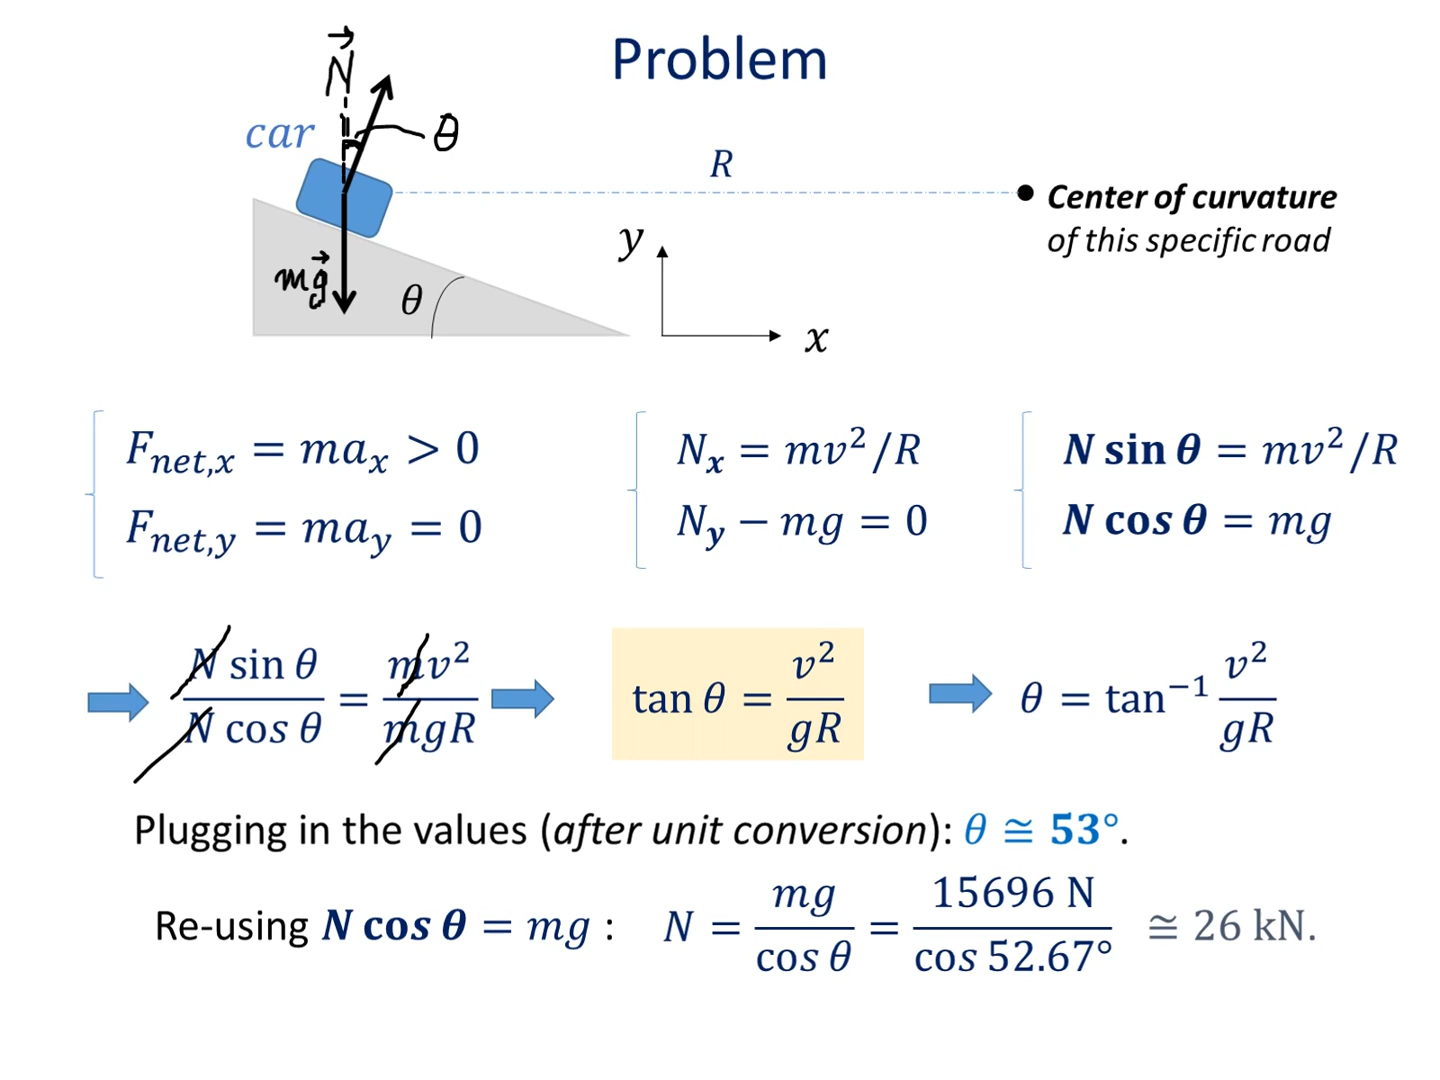 Problem
N⃗
car
θ
R
Center of curvature
of this specific road
y
mg⃗
θ
x
F_net,x = ma_x > 0
F_net,y = ma_y = 0
N_x = mv²/R
N_y − mg = 0
N sin θ = mv²/R
N cos θ = mg
N sin θ / N cos θ = mv² / mgR
tan θ = v² / gR
θ = tan⁻¹ v² / gR
Plugging in the values (after unit conversion): θ ≅ 53°.
Re-using N cos θ = mg : N = mg / cos θ = 15696 N / cos 52.67° ≅ 26 kN.